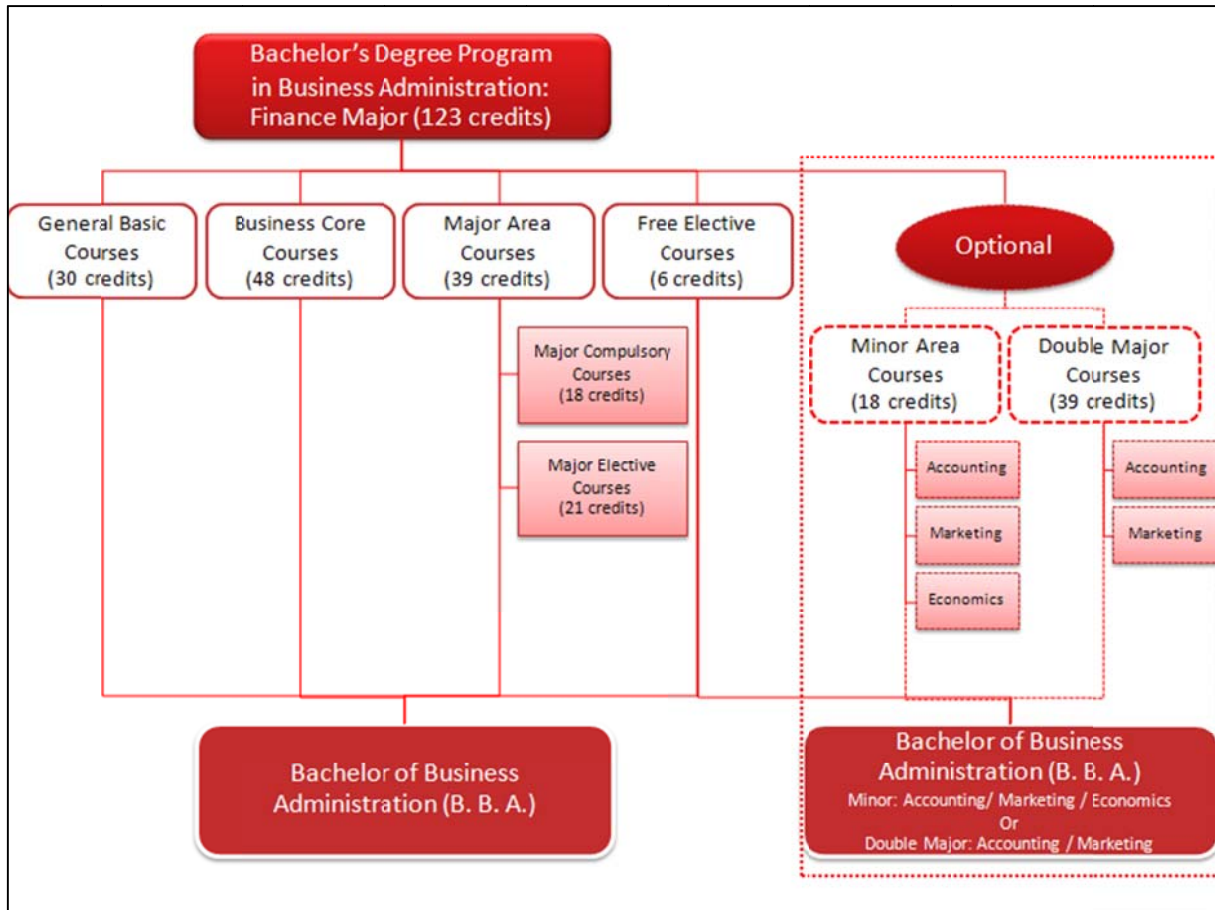 Bachelor's Degree Program
in Business Administration:
Finance Major (123 credits)
General Basic
Courses
(30 credits)
Business Core
Courses
(48 credits)
Major Area
Courses
(39 credits)
Free Elective
Courses
(6 credits)
Optional
Major Compulsory
Courses
(18 credits)
Major Elective
Courses
(21 credits)
Minor Area
Courses
(18 credits)
Double Major
Courses
(39 credits)
Accounting
Marketing
Economics
Accounting
Marketing
Bachelor of Business
Administration (B. B. A.)
Bachelor of Business
Administration (B. B. A.)
Minor: Accounting/ Marketing / Economics
Or
Double Major: Accounting / Marketing